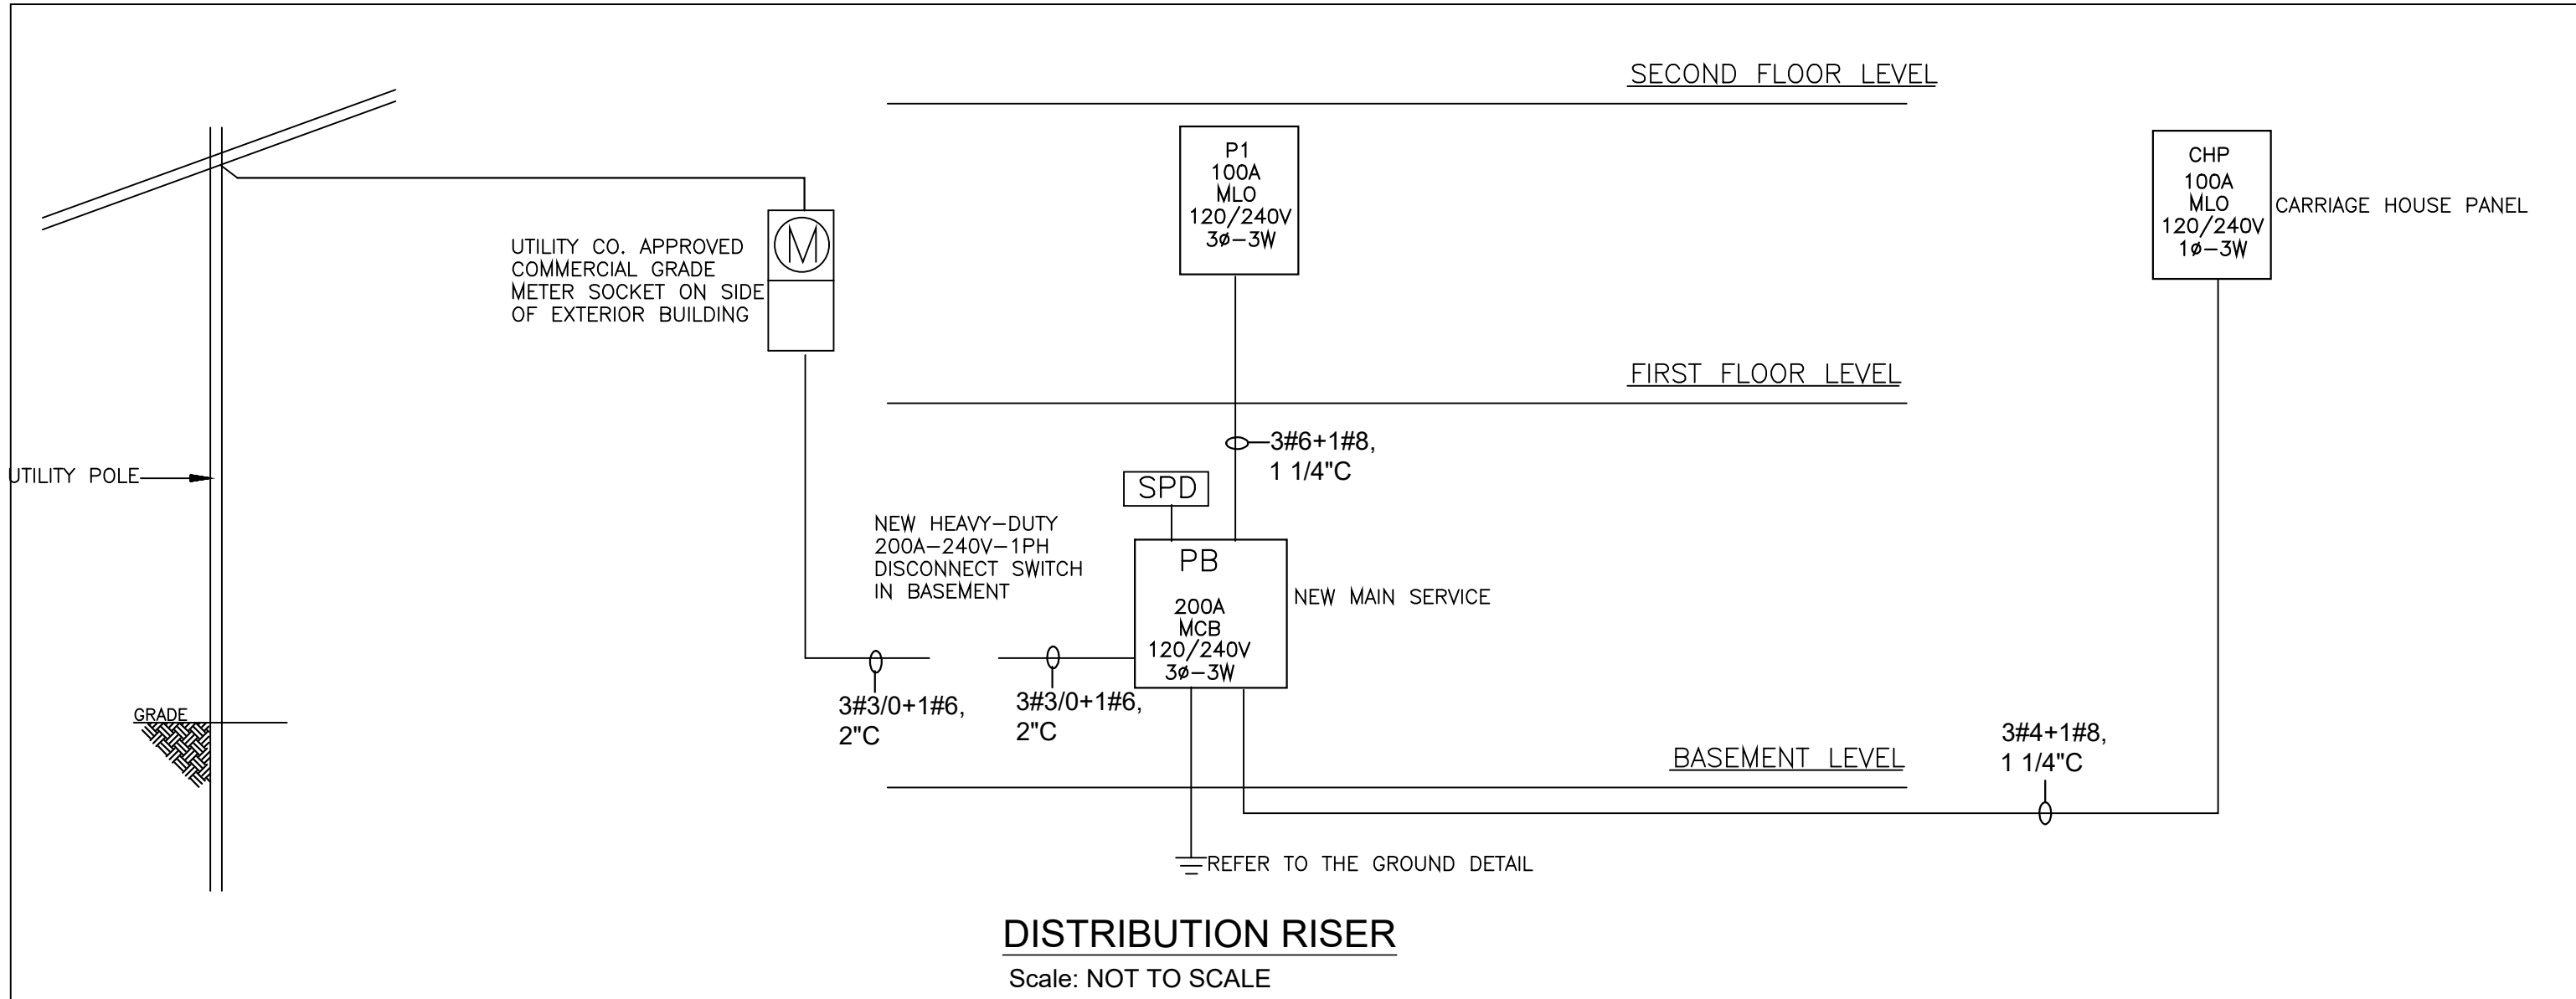 SECOND FLOOR LEVEL
P1
100A
MLO
120/240V
3ø-3W
CHP
100A
MLO
120/240V
1ø-3W
CARRIAGE HOUSE PANEL
M
UTILITY CO. APPROVED
COMMERCIAL GRADE
METER SOCKET ON SIDE
OF EXTERIOR BUILDING
FIRST FLOOR LEVEL
3#6+1#8,
1 1/4"C
UTILITY POLE
SPD
NEW HEAVY-DUTY
200A-240V-1PH
DISCONNECT SWITCH
IN BASEMENT
PB
200A
MCB
120/240V
3ø-3W
NEW MAIN SERVICE
3#3/0+1#6,
2"C
3#3/0+1#6,
2"C
GRADE
3#4+1#8,
1 1/4"C
BASEMENT LEVEL
REFER TO THE GROUND DETAIL
DISTRIBUTION RISER
Scale: NOT TO SCALE